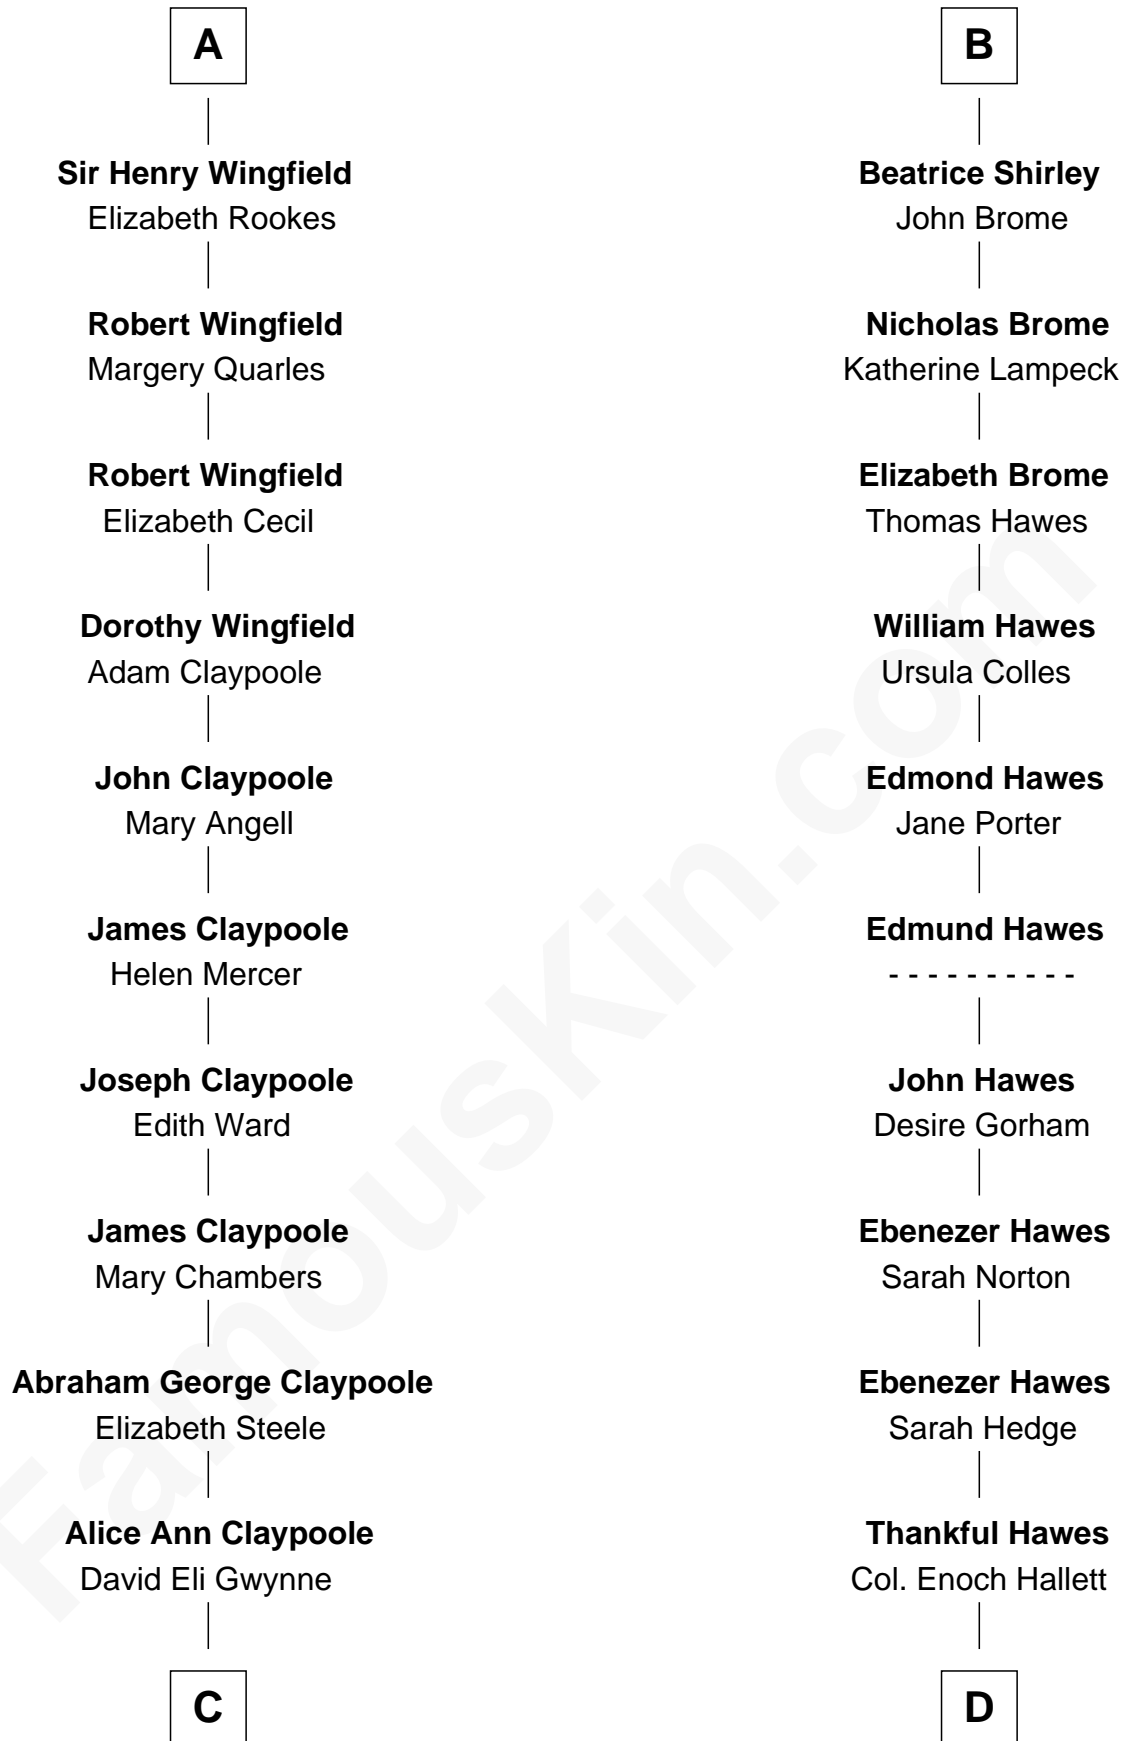 A
Sir Henry Wingfield
Elizabeth Rookes
Robert Wingfield
Margery Quarles
Robert Wingfield
Elizabeth Cecil
Dorothy Wingfield
Adam Claypoole
John Claypoole
Mary Angell
James Claypoole
Helen Mercer
Joseph Claypoole
Edith Ward
James Claypoole
Mary Chambers
Abraham George Claypoole
Elizabeth Steele
Alice Ann Claypoole
David Eli Gwynne
C
B
Beatrice Shirley
John Brome
Nicholas Brome
Katherine Lampeck
Elizabeth Brome
Thomas Hawes
William Hawes
Ursula Colles
Edmond Hawes
Jane Porter
Edmund Hawes
- - - - - - - - - -
John Hawes
Desire Gorham
Ebenezer Hawes
Sarah Norton
Ebenezer Hawes
Sarah Hedge
Thankful Hawes
Col. Enoch Hallett
D
FamousKin.com